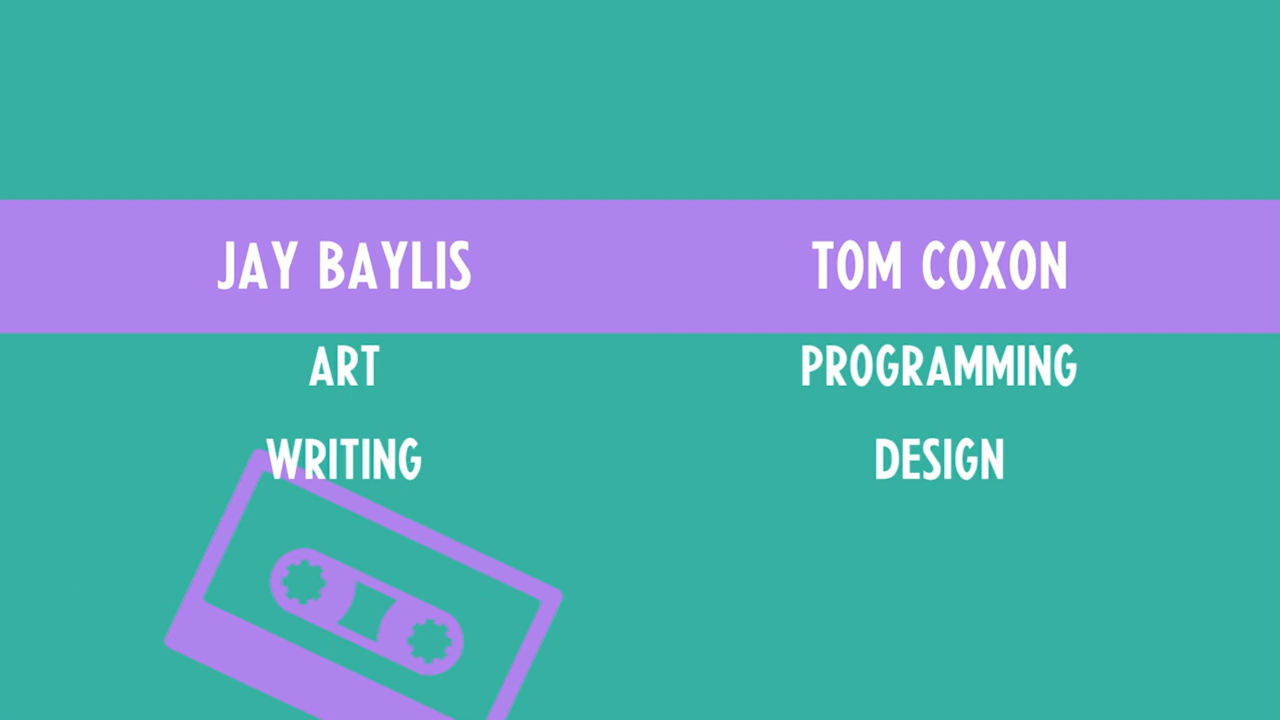 JAY BAYLIS
ART
WRITING
TOM COXON
PROGRAMMING
DESIGN